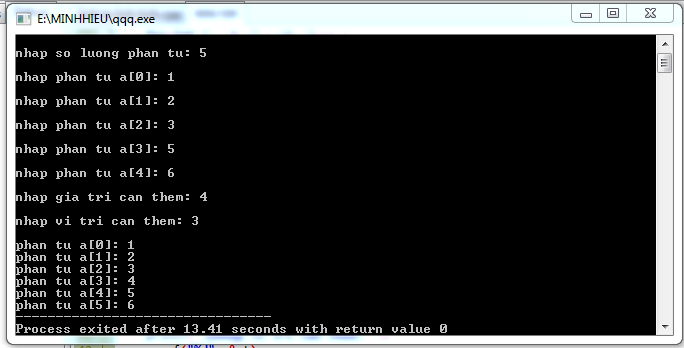 E:\MINHHIEU\qqq.exe
nhap so luong phan tu: 5
nhap phan tu a[0]: 1
nhap phan tu a[1]: 2
nhap phan tu a[2]: 3
nhap phan tu a[3]: 5
nhap phan tu a[4]: 6
nhap gia tri can them: 4
nhap vi tri can them: 3
phan tu a[0]: 1
phan tu a[1]: 2
phan tu a[2]: 3
phan tu a[3]: 4
phan tu a[4]: 5
phan tu a[5]: 6
--------------------------------
Process exited after 13.41 seconds with return value 0